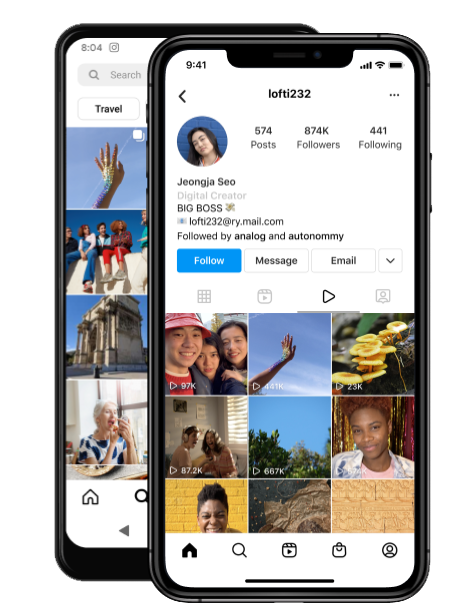 8:04
Search
Travel
9:41
lofti232
574 874K 441
Posts Followers Following
Jeongja Seo
Digital Creator
BIG BOSS
lofti232@ry.mail.com
Followed by analog and autonommy
Follow Message Email
97K 441K 23K
87.2K 667K